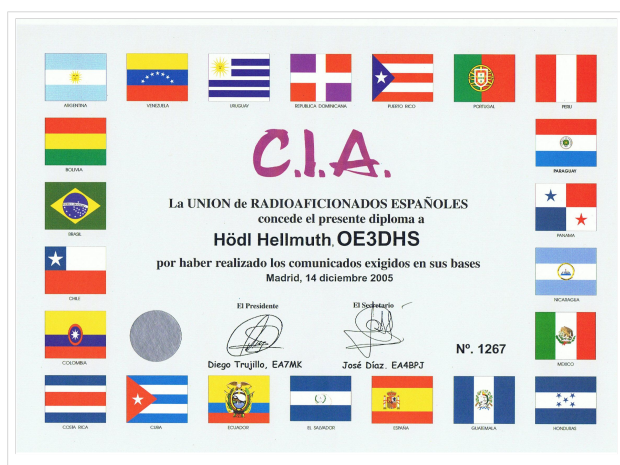 ARGENTINA VENEZUELA URUGUAY REPUBLICA DOMINICANA PUERTO RICO PORTUGAL PERU
BOLIVIA
PARAGUAY
BRASIL
PANAMA
CHILE
NICARAGUA
COLOMBIA
MEXICO
COSTA RICA CUBA ECUADOR EL SALVADOR ESPAÑA GUATEMALA HONDURAS
C.I.A.
La UNION de RADIOAFICIONADOS ESPAÑOLES
concede el presente diploma a
Hödl Hellmuth, OE3DHS
por haber realizado los comunicados exigidos en sus bases
Madrid, 14 diciembre 2005
El Presidente El Secretario
Diego Trujillo, EA7MK José Díaz. EA4BPJ
Nº. 1267